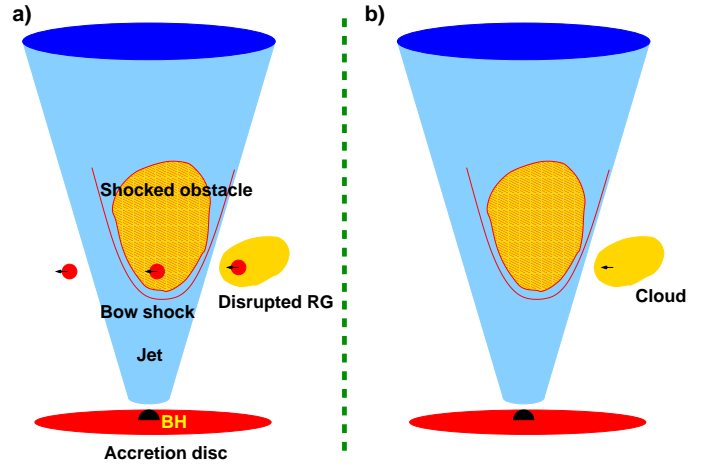 a)
b)
Shocked obstacle
Disrupted RG
Cloud
Bow shock
Jet
BH
Accretion disc